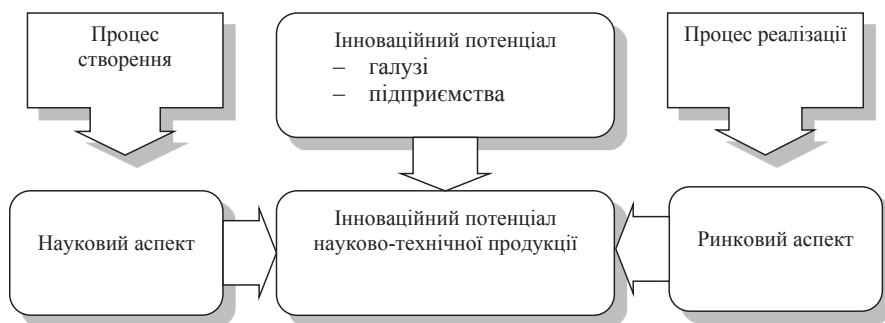 Процес
створення
Інноваційний потенціал
– галузі
– підприємства
Процес реалізації
Науковий аспект
Інноваційний потенціал
науково-технічної продукції
Ринковий аспект